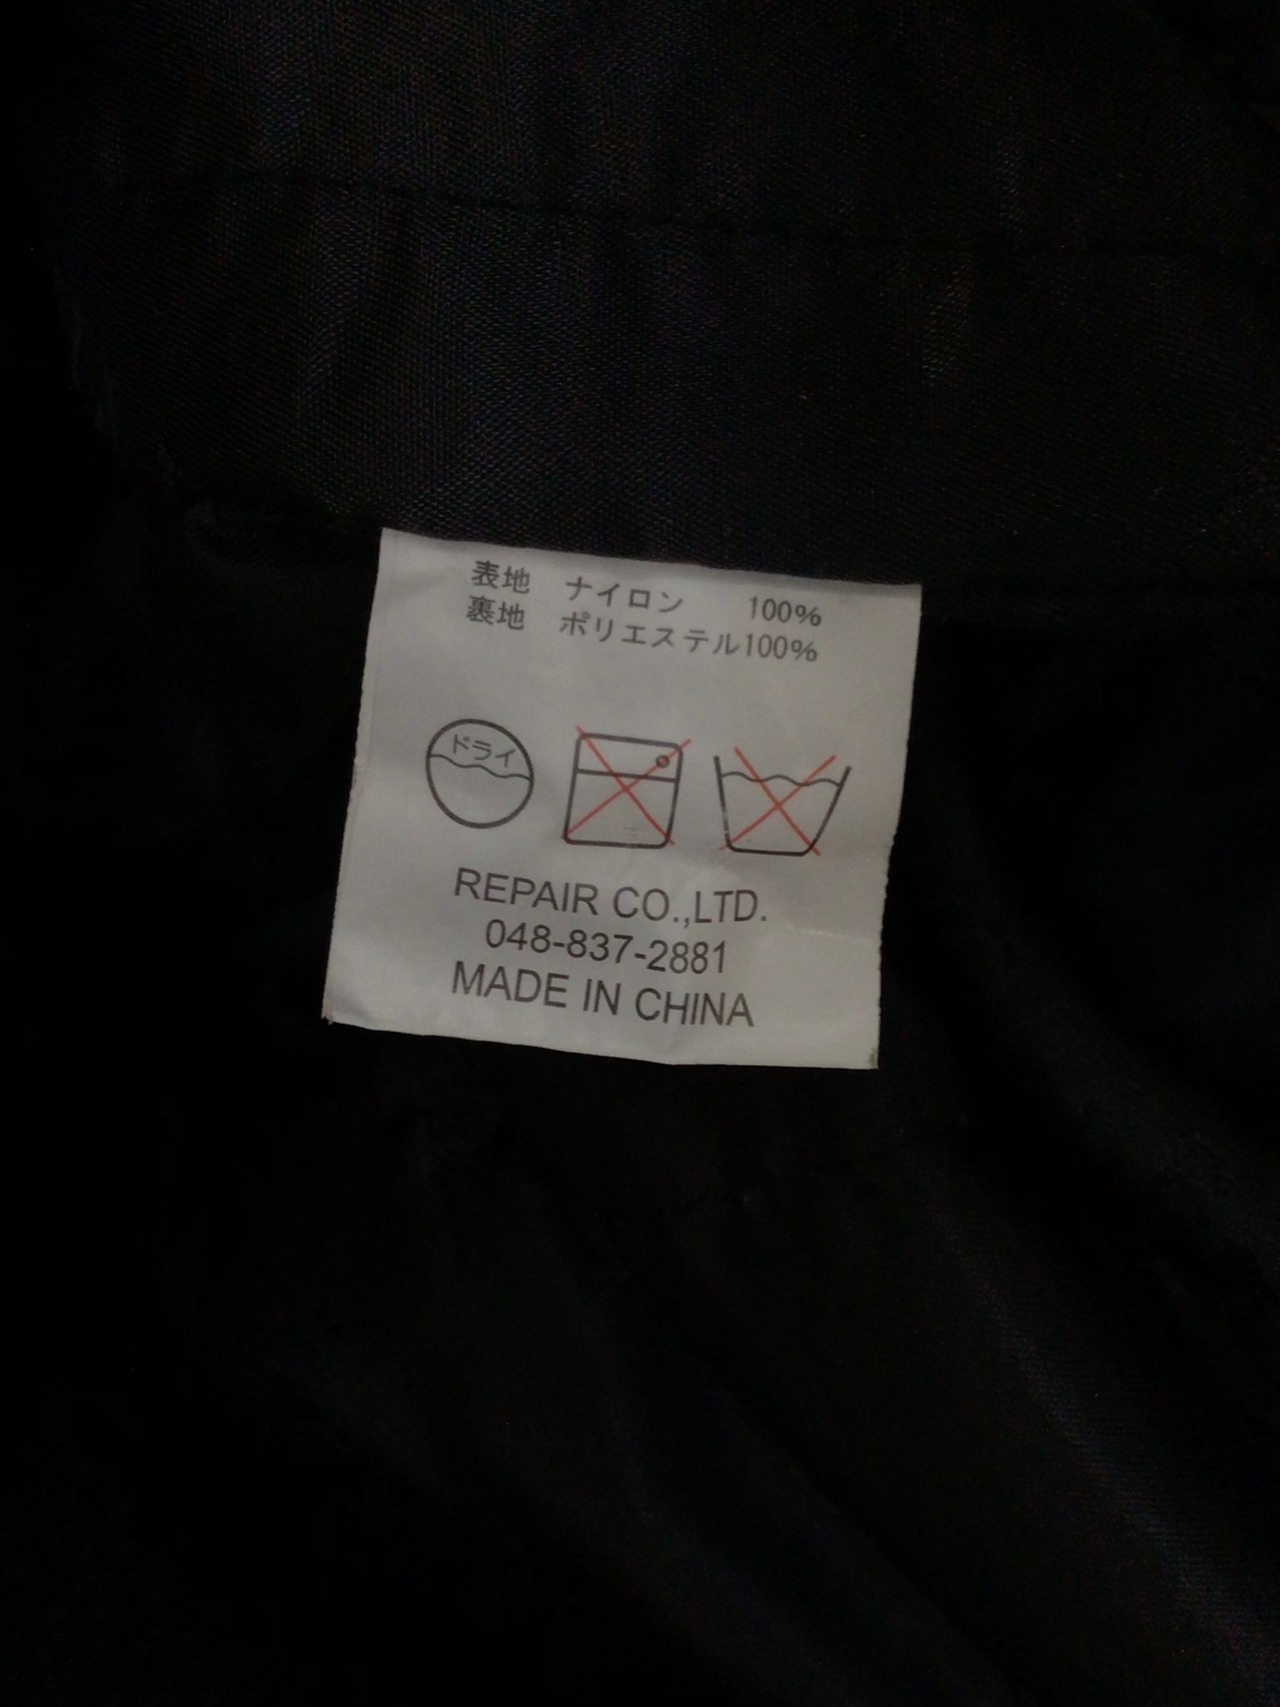 表地 ナイロン 100%
裏地 ポリエステル100%
ドライ
REPAIR CO.,LTD.
048-837-2881
MADE IN CHINA